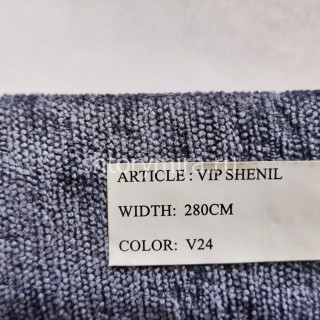 ARTICLE : VIP SHENIL
WIDTH: 280CM
COLOR: V24